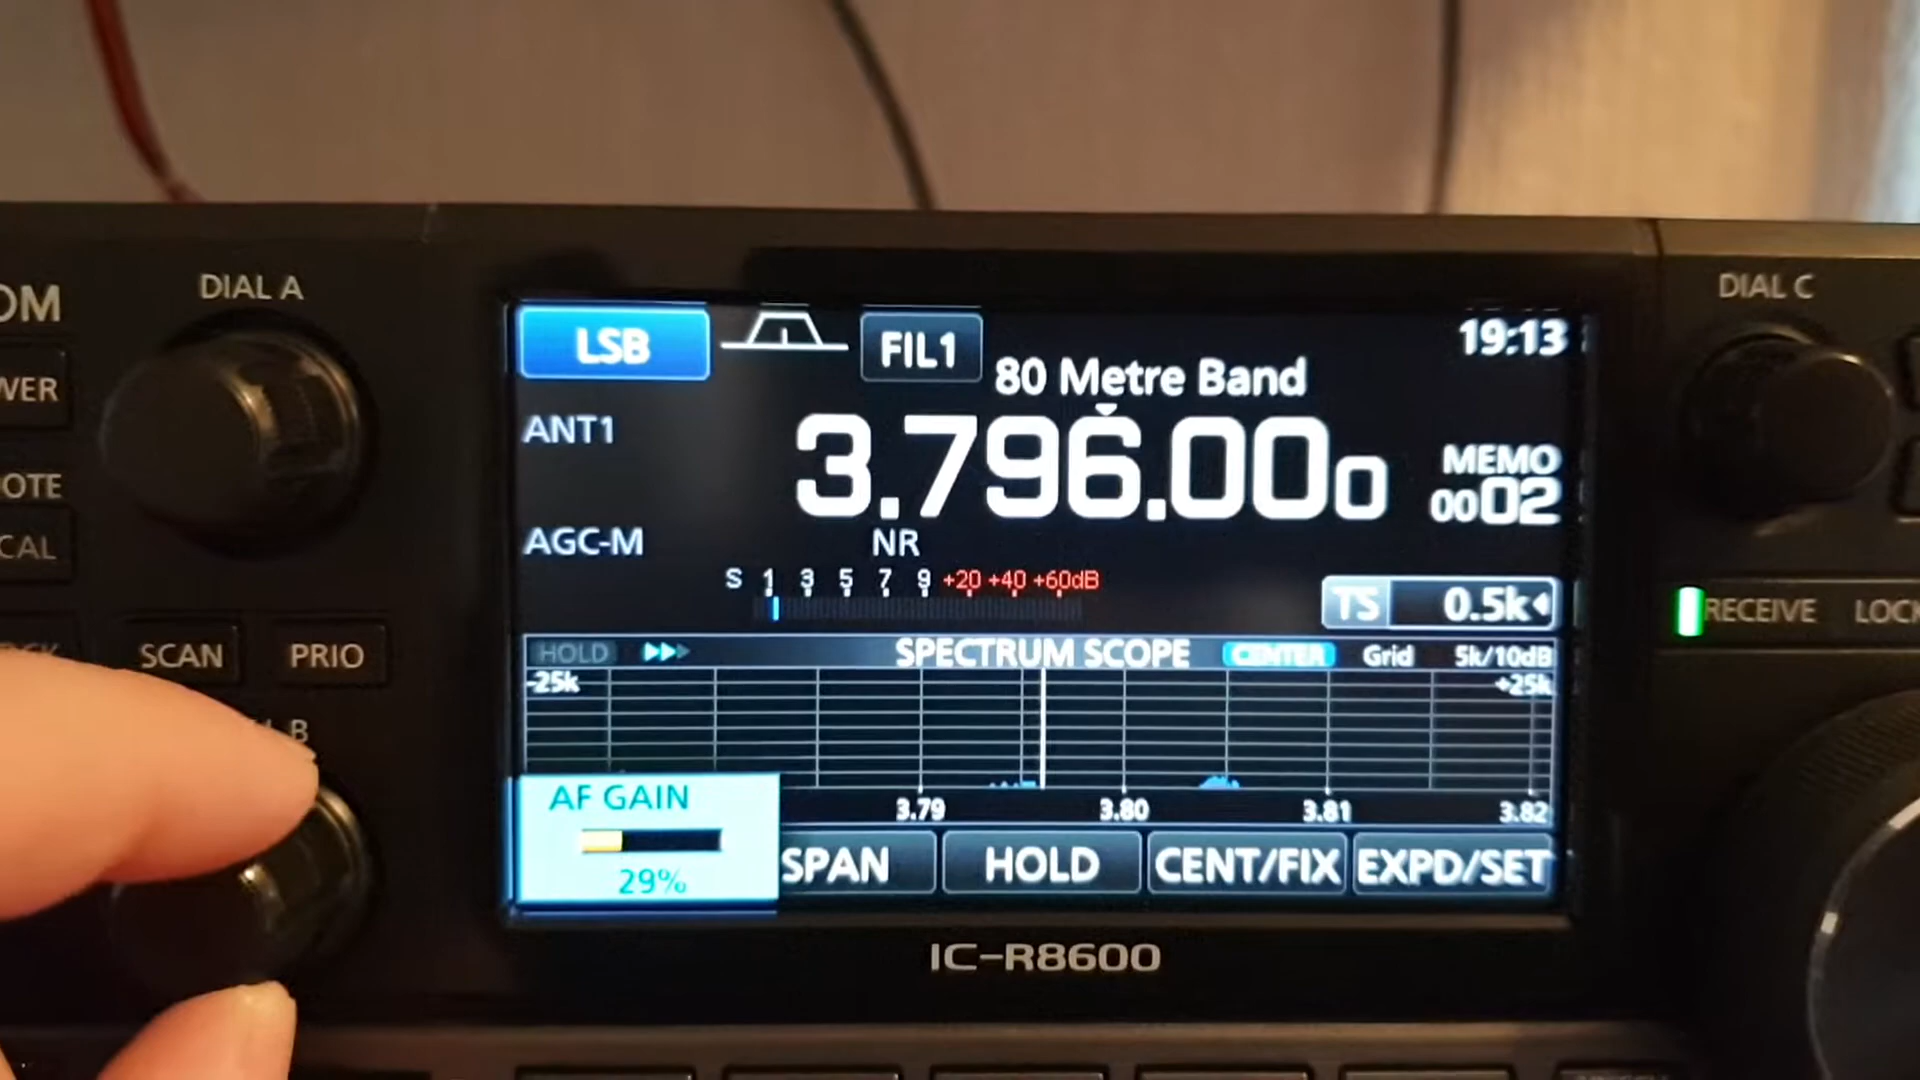 DIAL A
DIAL C
OM
WER
OTE
CAL
SCAN
PRIO
B
LSB
FIL1
19:13
80 Metre Band
ANT1
3.796.000
MEMO
0002
AGC-M
NR
S 1 3 5 7 9 +20 +40 +60dB
TS 0.5k
RECEIVE
LOCK
HOLD
SPECTRUM SCOPE
CENTER
Grid
5k/10dB
-25k
+25k
3.79
3.80
3.81
3.82
AF GAIN
29%
SPAN
HOLD
CENT/FIX
EXPD/SET
IC-R8600